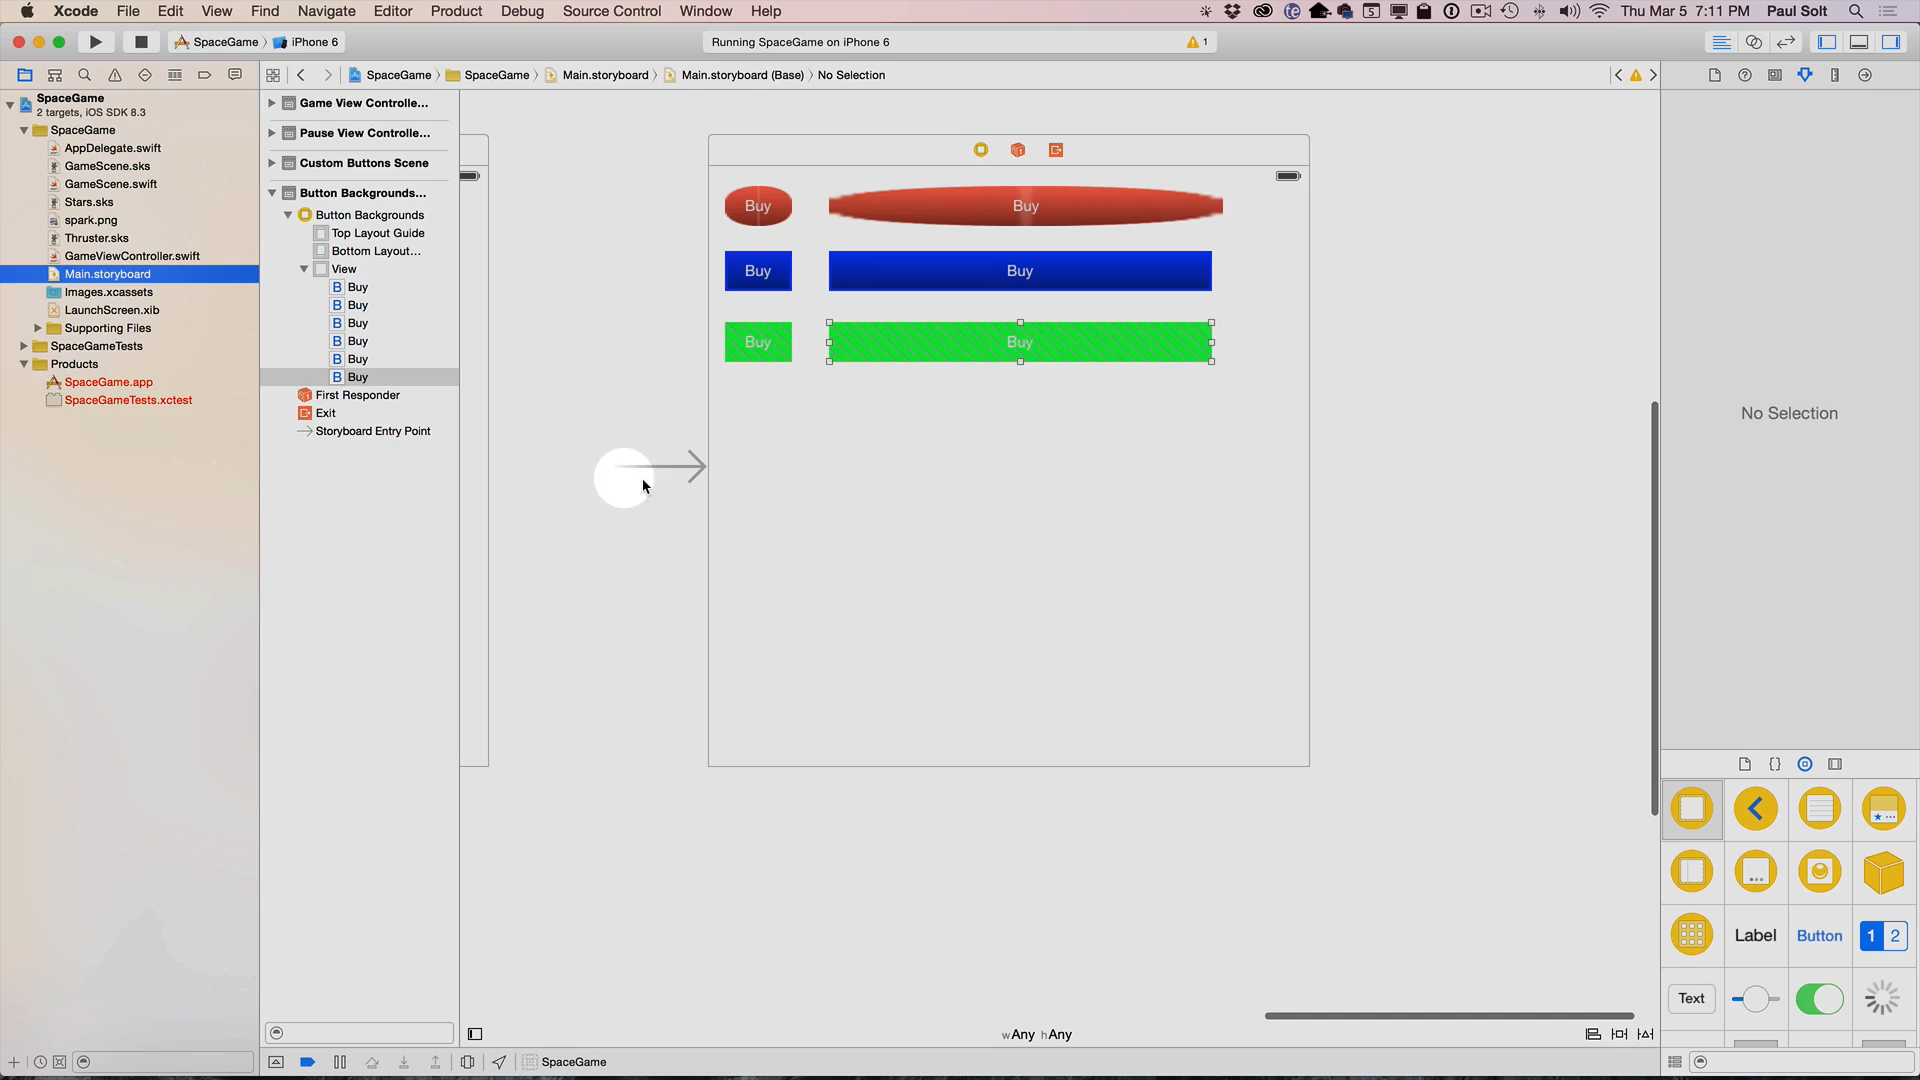 Xcode File Edit View Find Navigate Editor Product Debug Source Control Window Help
5 Thu Mar 5 7:11 PM Paul Solt
SpaceGame iPhone 6
Running SpaceGame on iPhone 6
1
SpaceGame SpaceGame Main.storyboard Main.storyboard (Base) No Selection
SpaceGame
2 targets, iOS SDK 8.3
SpaceGame
AppDelegate.swift
GameScene.sks
GameScene.swift
Stars.sks
spark.png
Thruster.sks
GameViewController.swift
Main.storyboard
Images.xcassets
LaunchScreen.xib
Supporting Files
SpaceGameTests
Products
SpaceGame.app
SpaceGameTests.xctest
Game View Controlle...
Pause View Controlle...
Custom Buttons Scene
Button Backgrounds...
Button Backgrounds
Top Layout Guide
Bottom Layout...
View
B Buy
B Buy
B Buy
B Buy
B Buy
B Buy
First Responder
Exit
Storyboard Entry Point
Buy Buy
Buy Buy
Buy Buy
No Selection
Label Button 1 2
Text
wAny hAny
SpaceGame